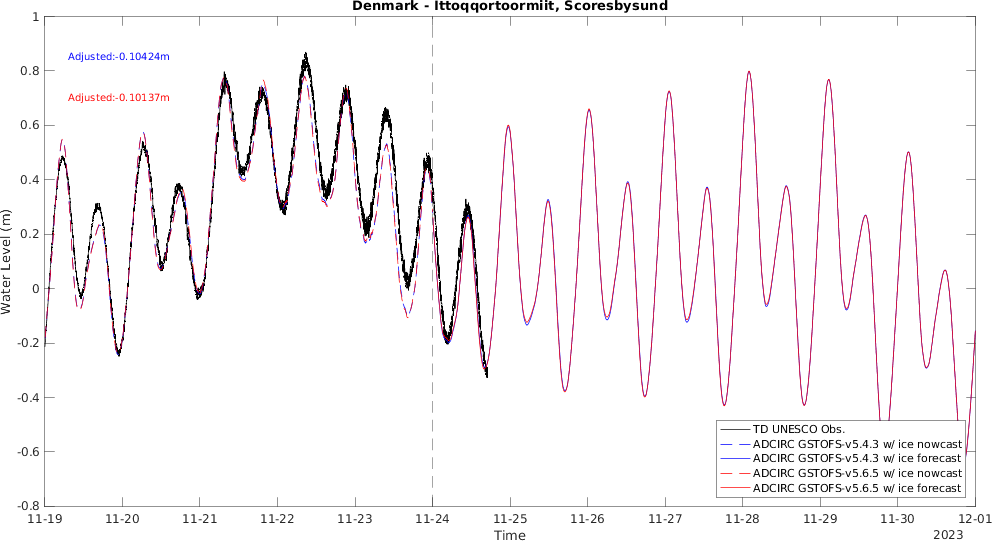 Denmark - Ittoqqortoormiit, Scoresbysund
Adjusted:-0.10424m
Adjusted:-0.10137m
Water Level (m)
1
0.8
0.6
0.4
0.2
0
-0.2
-0.4
-0.6
-0.8
TD UNESCO Obs.
ADCIRC GSTOFS-v5.4.3 w/ ice nowcast
ADCIRC GSTOFS-v5.4.3 w/ ice forecast
ADCIRC GSTOFS-v5.6.5 w/ ice nowcast
ADCIRC GSTOFS-v5.6.5 w/ ice forecast
11-19 11-20 11-21 11-22 11-23 11-24 11-25 11-26 11-27 11-28 11-29 11-30 12-01
Time
2023